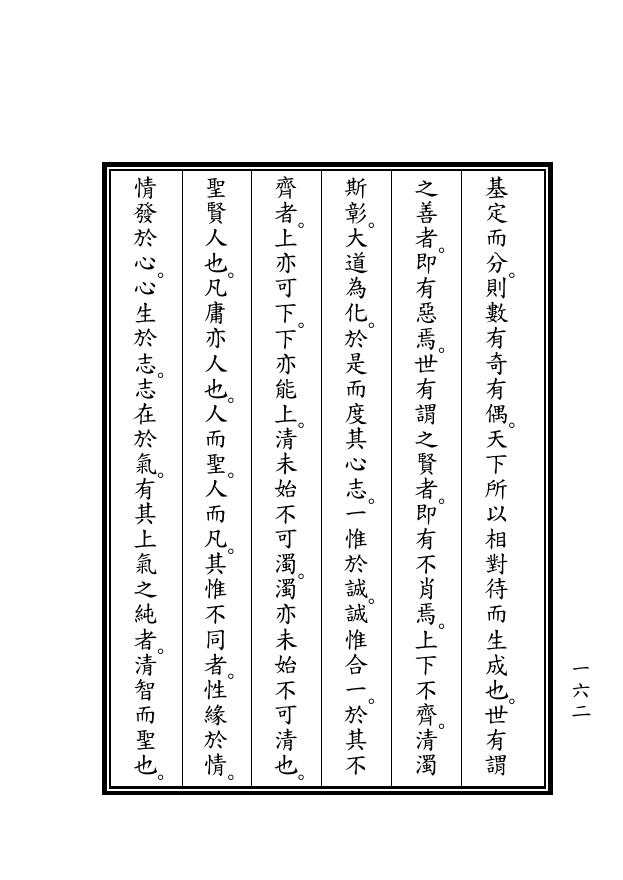 基定而分。則數有奇有偶。天下所以相對待而生成也。世有謂
之善者。即有惡焉。世有謂之賢者。即有不肖焉。上下不齊。清濁
斯彰。大道為化。於是而度其心志。一惟於誠。誠惟合一。於其不
齊者。上亦可下。下亦能上。清未始不可濁。濁亦未始不可清也。
聖賢人也。凡庸亦人也。人而聖。人而凡。其惟不同者。性緣於情。
情發於心。心生於志。志在於氣。有其上氣之純者。清智而聖也。
一六二